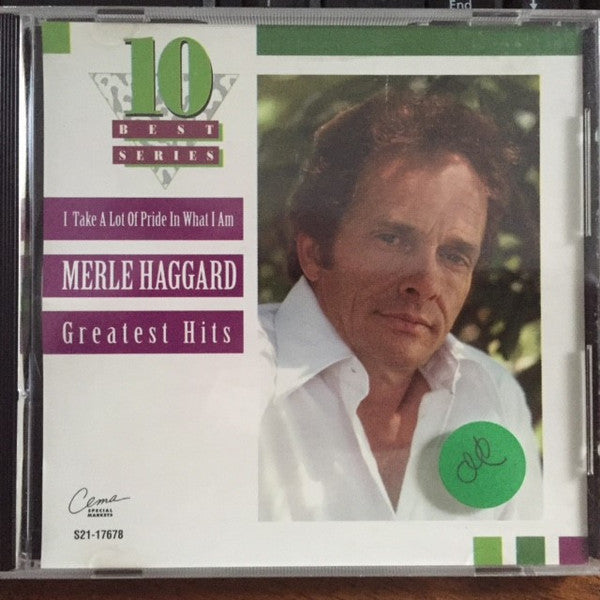 End
10
BEST
SERIES
I Take A Lot Of Pride In What I Am
MERLE HAGGARD
Greatest Hits
Cema
SPECIAL
MARKETS
S21-17678